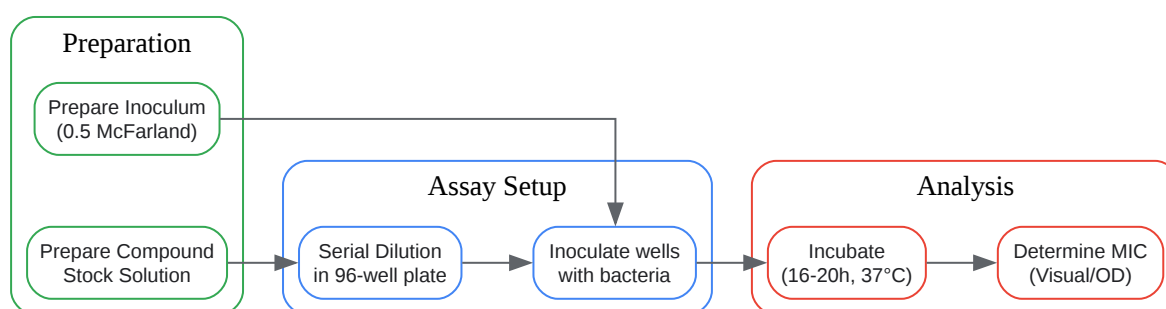 Preparation
Prepare Inoculum
(0.5 McFarland)
Prepare Compound
Stock Solution
Assay Setup
Serial Dilution
in 96-well plate
Inoculate wells
with bacteria
Analysis
Incubate
(16-20h, 37°C)
Determine MIC
(Visual/OD)